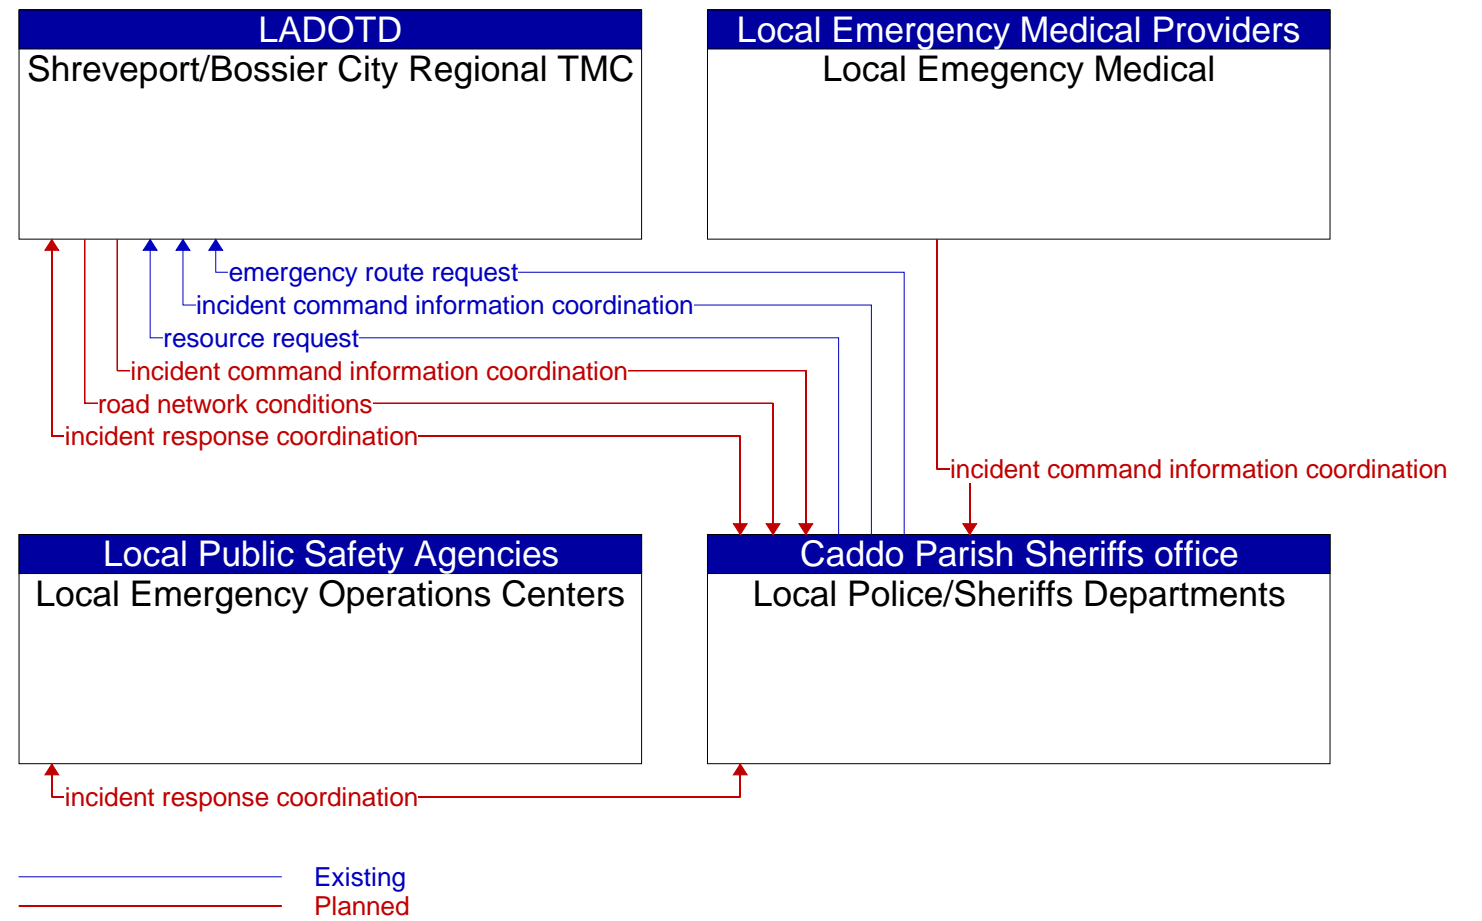 LADOTD
Shreveport/Bossier City Regional TMC
Local Emergency Medical Providers
Local Emegency Medical
emergency route request
incident command information coordination
resource request
incident command information coordination
road network conditions
incident response coordination
incident command information coordination
Local Public Safety Agencies
Local Emergency Operations Centers
Caddo Parish Sheriffs office
Local Police/Sheriffs Departments
incident response coordination
Existing
Planned